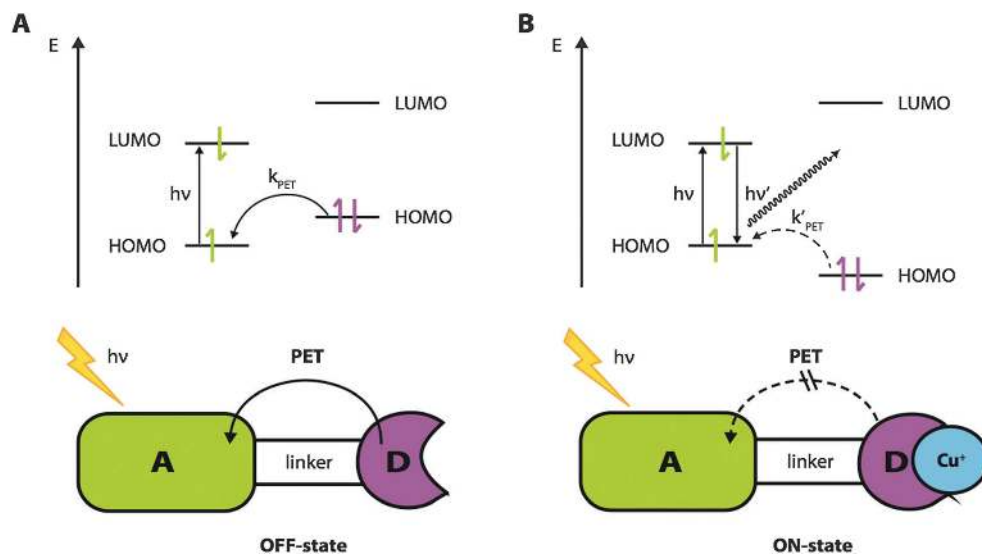 A
E
LUMO
LUMO
hν
k_PET
HOMO
HOMO
hν
PET
A
linker
D
OFF-state
B
E
LUMO
LUMO
hν
hν'
k'_PET
HOMO
HOMO
hν
PET
A
linker
D
Cu⁺
ON-state